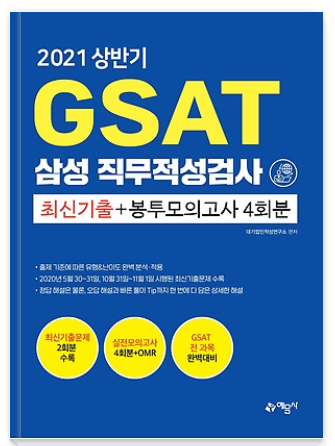 2021 상반기
GSAT
삼성 직무적성검사
최신기출+봉투모의고사 4회분
대기업인적성연구소 편저
• 출제 기준에 따른 유형&난이도 완벽 분석·적용
• 2020년 5월 30~31일, 10월 31일~11월 1일 시행된 최신기출문제 수록
• 정답 해설은 물론, 오답 해설과 빠른 풀이 Tip까지 한 번에 다 담은 상세한 해설
최신기출문제
2회분
수록
실전모의고사
4회분+OMR
GSAT
전 과목
완벽대비
예문사